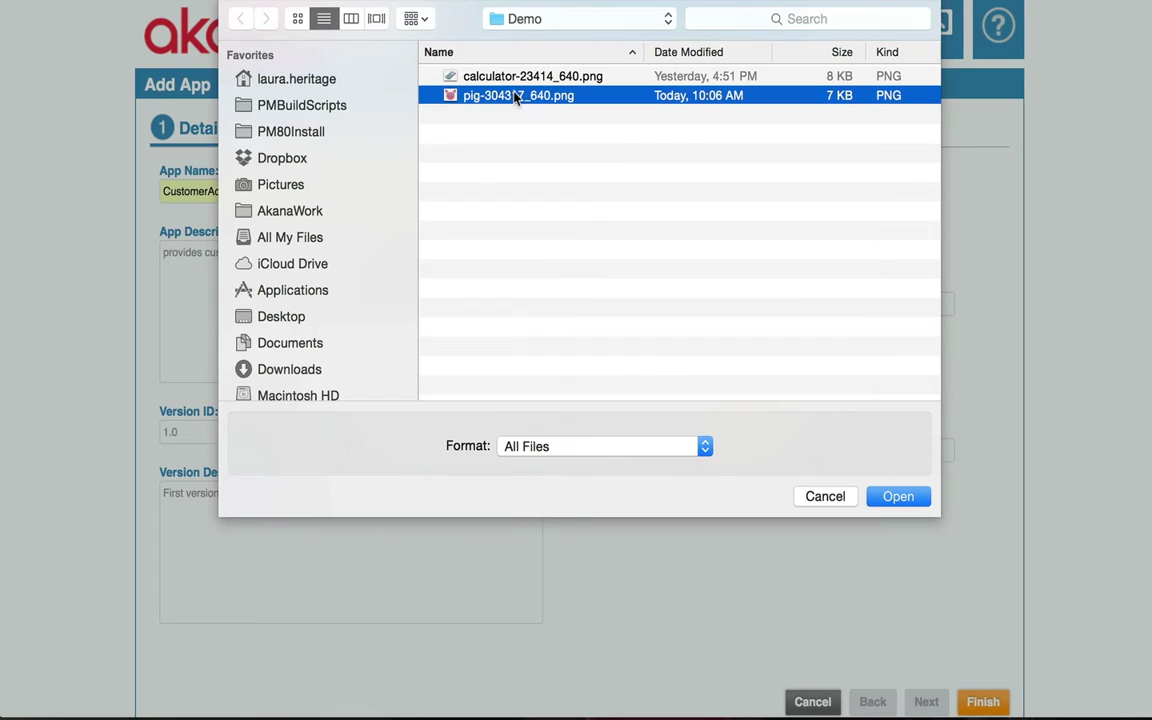 Demo
Search
Favorites
Name
Date Modified
Size
Kind
laura.heritage
calculator-23414_640.png
Yesterday, 4:51 PM
8 KB
PNG
Today, 10:06 AM
7 KB
PNG
PMBuildScripts
PM80Install
Dropbox
Pictures
AkanaWork
All My Files
iCloud Drive
Applications
Desktop
Documents
Downloads
Macintosh HD
Format:
All Files
Cancel
Open
Add App
1
App Name:
Version ID:
1.0
First version
Cancel
Back
Next
Finish
?